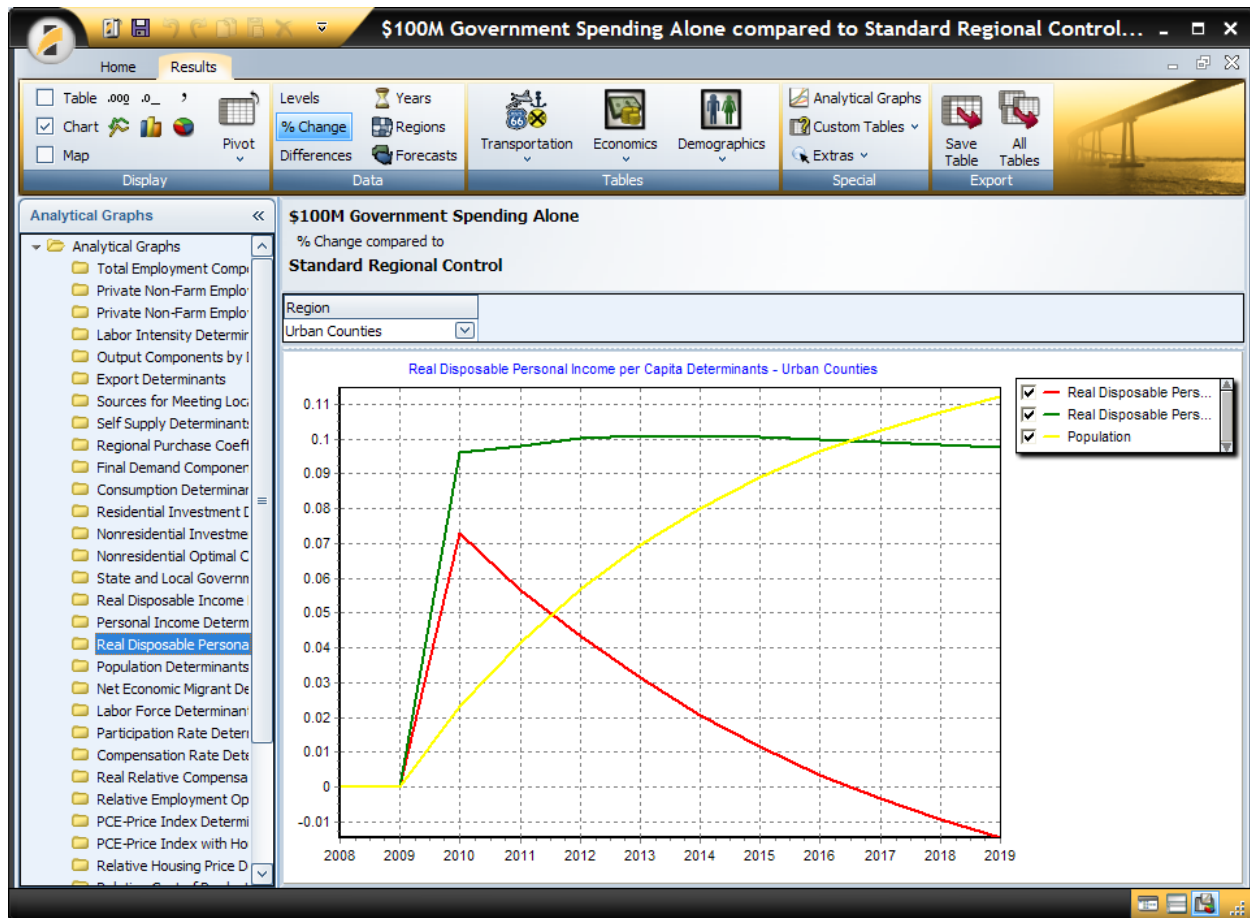 $100M Government Spending Alone compared to Standard Regional Control...
Home Results
Table .000 .0_ ,
Chart
Map
Pivot
Display
Levels
% Change
Differences
Years
Regions
Forecasts
Data
Transportation
Economics
Demographics
Tables
Analytical Graphs
Custom Tables
Extras
Special
Save Table
All Tables
Export
Analytical Graphs «
Analytical Graphs
Total Employment Comp
Private Non-Farm Emplo
Private Non-Farm Emplo
Labor Intensity Determin
Output Components by I
Export Determinants
Sources for Meeting Loc
Self Supply Determinants
Regional Purchase Coeff
Final Demand Componen
Consumption Determinan
Residential Investment D
Nonresidential Investme
Nonresidential Optimal C
State and Local Governm
Real Disposable Income
Personal Income Determ
Real Disposable Persona
Population Determinants
Net Economic Migrant De
Labor Force Determinan
Participation Rate Deter
Compensation Rate Dete
Real Relative Compensa
Relative Employment Op
PCE-Price Index Determi
PCE-Price Index with Ho
Relative Housing Price D
$100M Government Spending Alone
% Change compared to
Standard Regional Control
Region
Urban Counties
Real Disposable Personal Income per Capita Determinants - Urban Counties
0.11
0.1
0.09
0.08
0.07
0.06
0.05
0.04
0.03
0.02
0.01
0
-0.01
2008 2009 2010 2011 2012 2013 2014 2015 2016 2017 2018 2019
Real Disposable Pers...
Real Disposable Pers...
Population